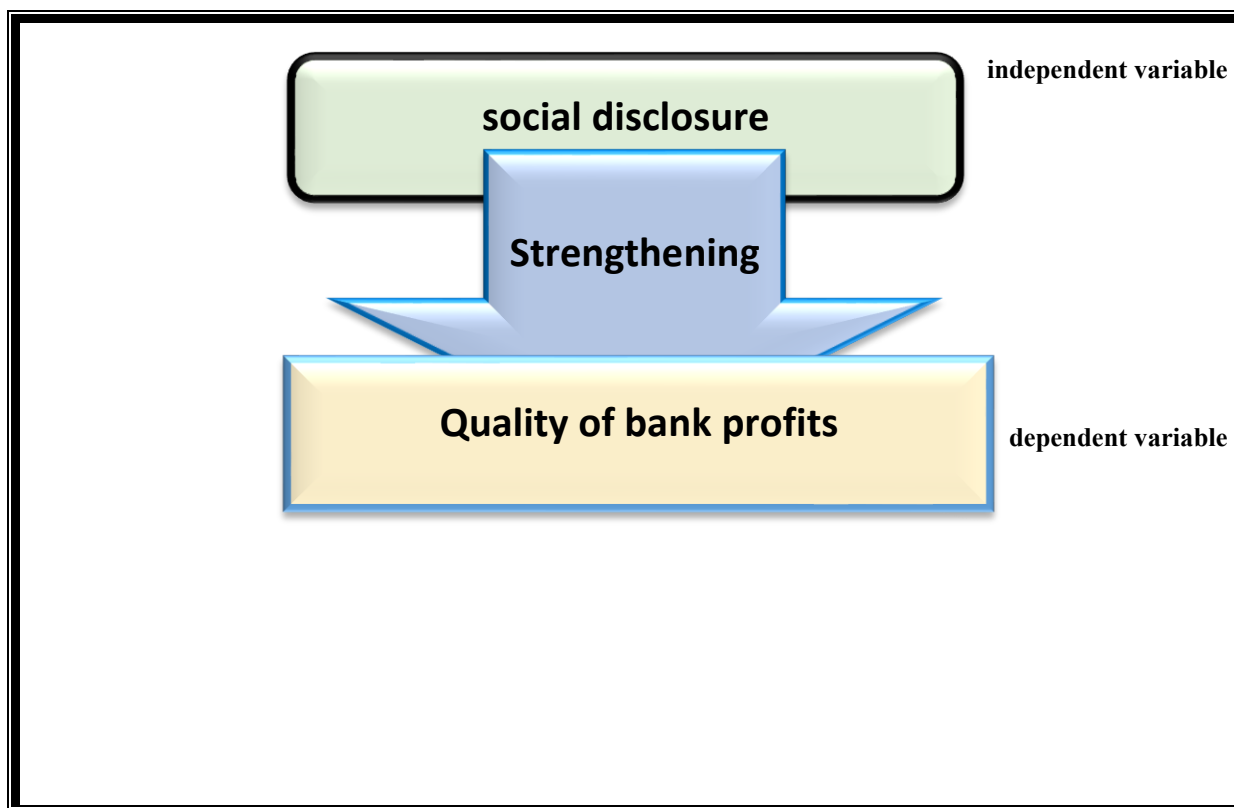 independent variable
social disclosure
Strengthening
Quality of bank profits
dependent variable